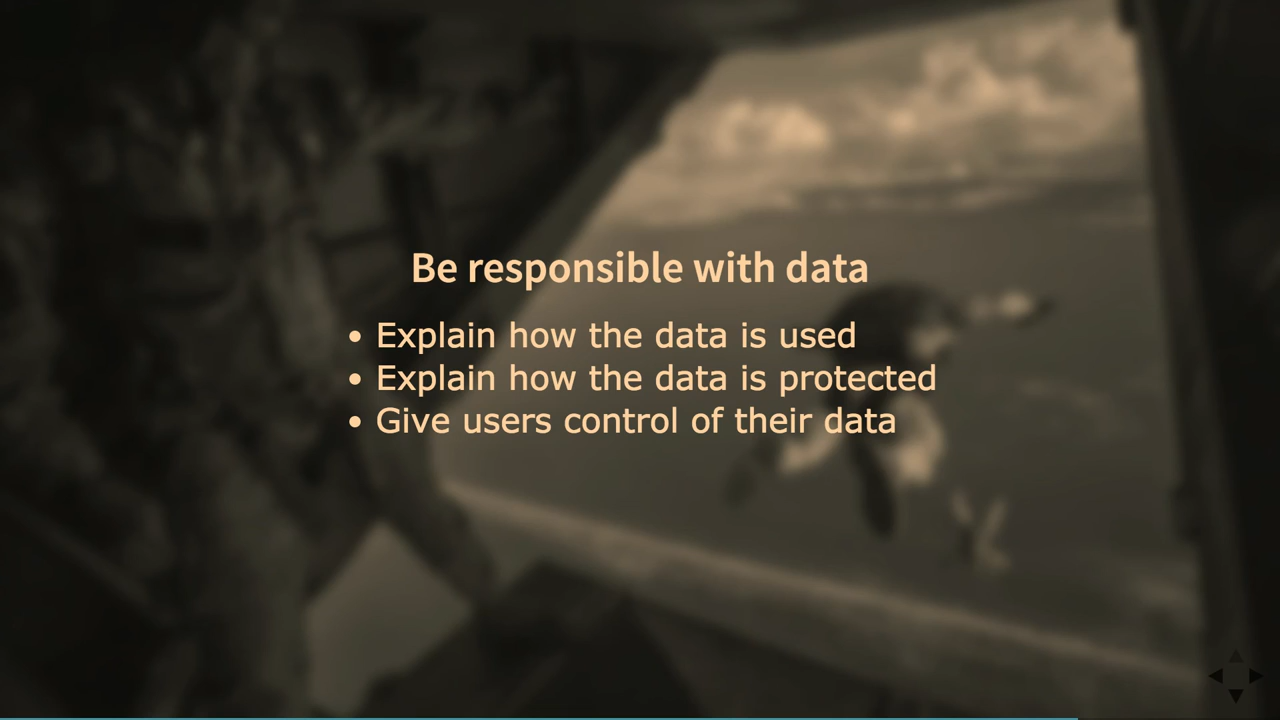 Be responsible with data
• Explain how the data is used
• Explain how the data is protected
• Give users control of their data